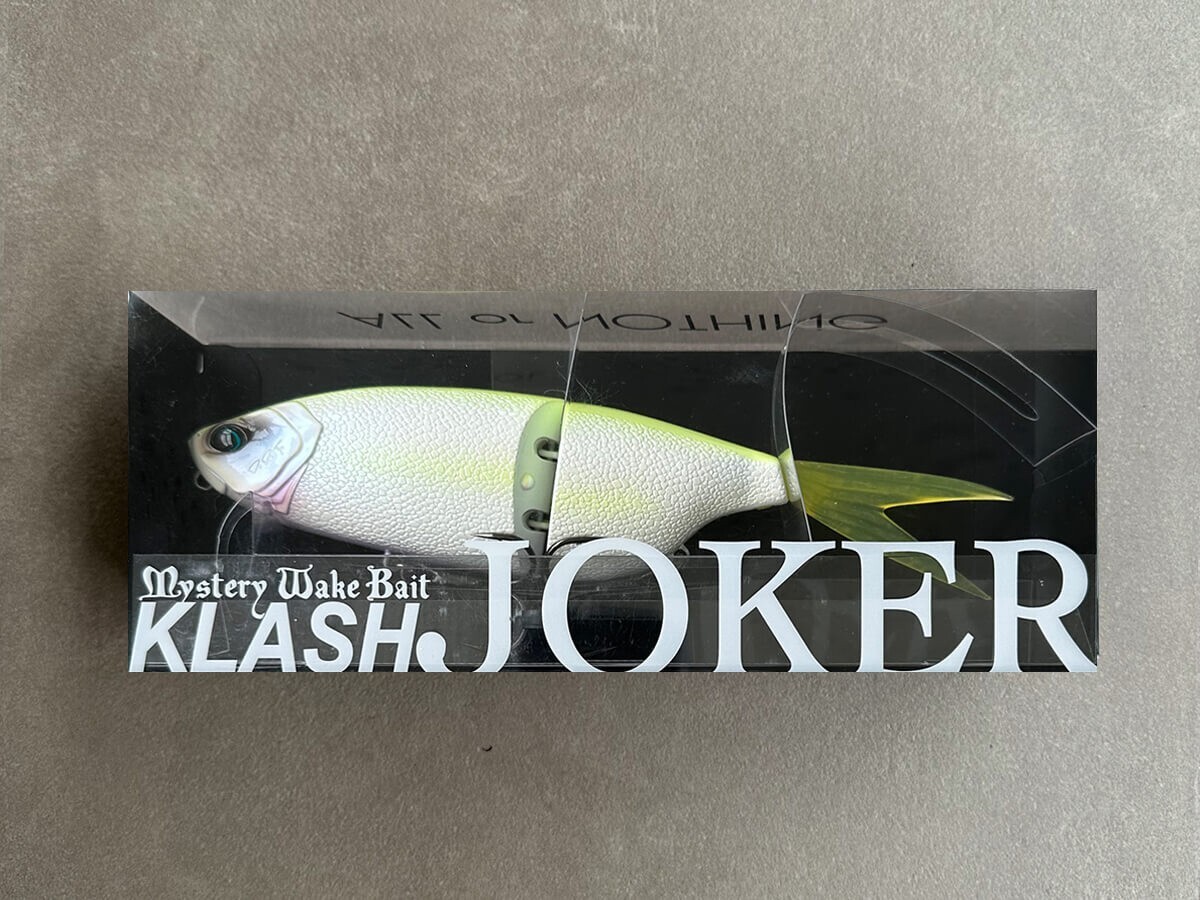 ALL or NOTHING
Mystery Wake Bait
KLASH JOKER